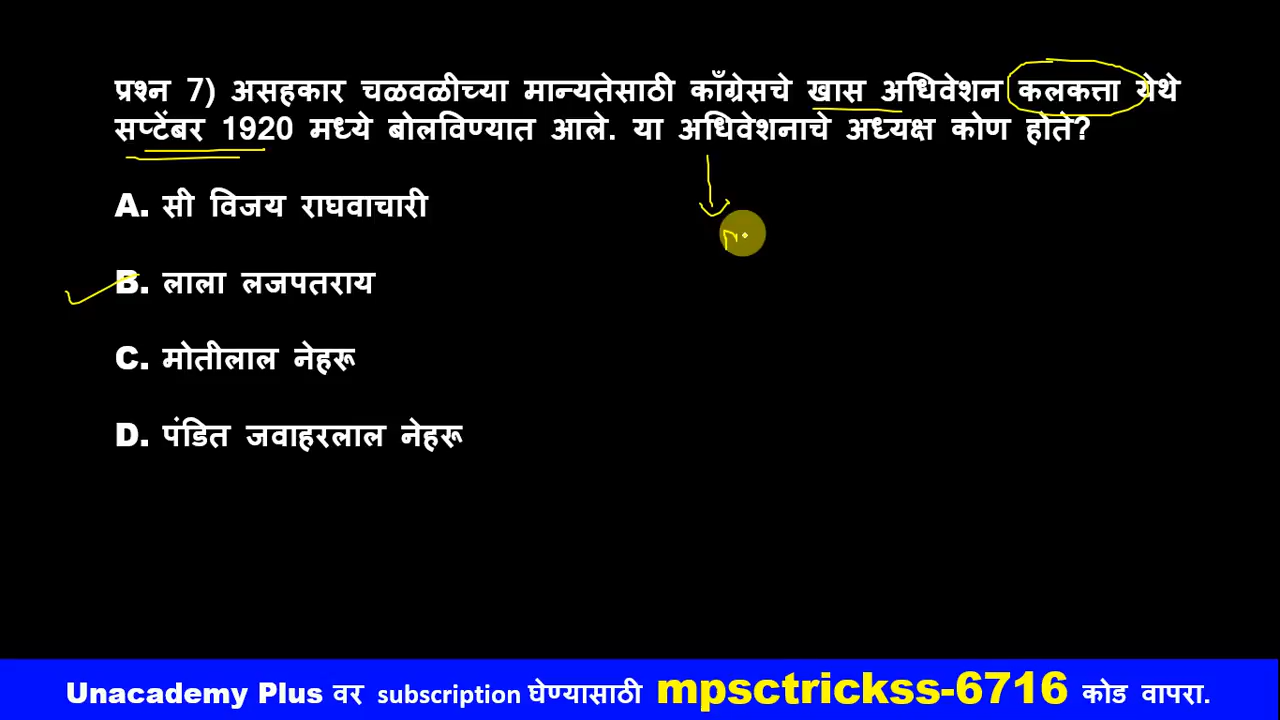 प्रश्न 7) असहकार चळवळीच्या मान्यतेसाठी काँग्रेसचे खास अधिवेशन कलकत्ता येथे
सप्टेंबर 1920 मध्ये बोलविण्यात आले. या अधिवेशनाचे अध्यक्ष कोण होते?
A. सी विजय राघवाचारी
B. लाला लजपतराय
C. मोतीलाल नेहरू
D. पंडित जवाहरलाल नेहरू
Unacademy Plus वर subscription घेण्यासाठी mpsctrickss-6716 कोड वापरा.